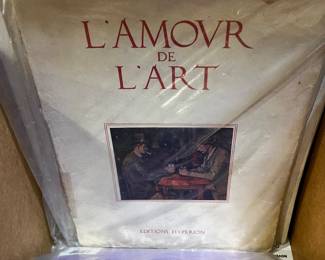 L'AMOVR
DE
L'ART
EDITIONS HYPERION